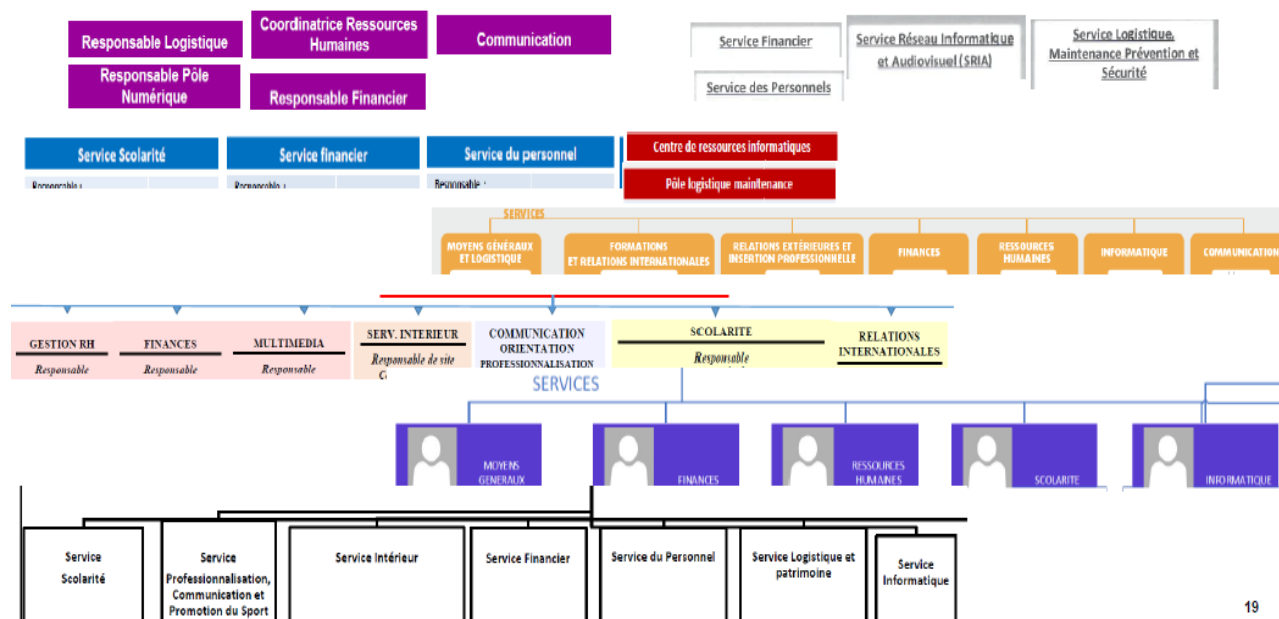 Responsable Logistique
Coordinatrice Ressources
Humaines
Communication
Responsable Pôle
Numérique
Responsable Financier
Service Financier
Service Réseau Informatique
et Audiovisuel (SRIA)
Service Logistique,
Maintenance Prévention et
Sécurité
Service des Personnels
Service Scolarité
Service financier
Service du personnel
Centre de ressources informatiques
Pôle logistique maintenance
Responsable :
Responsable :
Responsable :
SERVICES
MOYENS GÉNÉRAUX
ET LOGISTIQUE
FORMATIONS
ET RELATIONS INTERNATIONALES
RELATIONS EXTÉRIEURES ET
INSERTION PROFESSIONNELLE
FINANCES
RESSOURCES
HUMAINES
INFORMATIQUE
COMMUNICATION
GESTION RH
Responsable
FINANCES
Responsable
MULTIMEDIA
Responsable
SERV. INTERIEUR
Responsable de site
COMMUNICATION
ORIENTATION
PROFESSIONNALISATION
SCOLARITE
Responsable
RELATIONS
INTERNATIONALES
SERVICES
MOYENS
GENERAUX
FINANCES
RESSOURCES
HUMAINES
SCOLARITE
INFORMATIQUE
Service
Scolarité
Service
Professionnalisation,
Communication et
Promotion du Sport
Service Intérieur
Service Financier
Service du Personnel
Service Logistique et
patrimoine
Service
Informatique
19